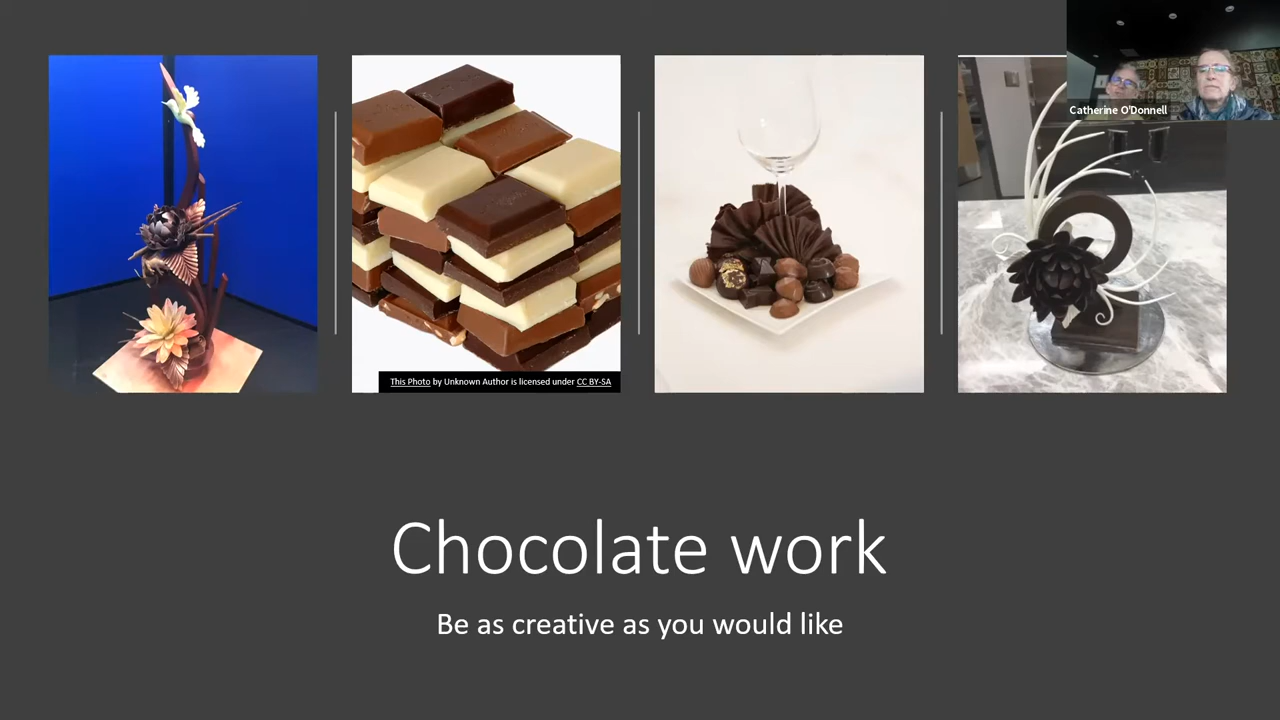 Catherine O'Donnell
This Photo by Unknown Author is licensed under CC BY-SA
Chocolate work
Be as creative as you would like